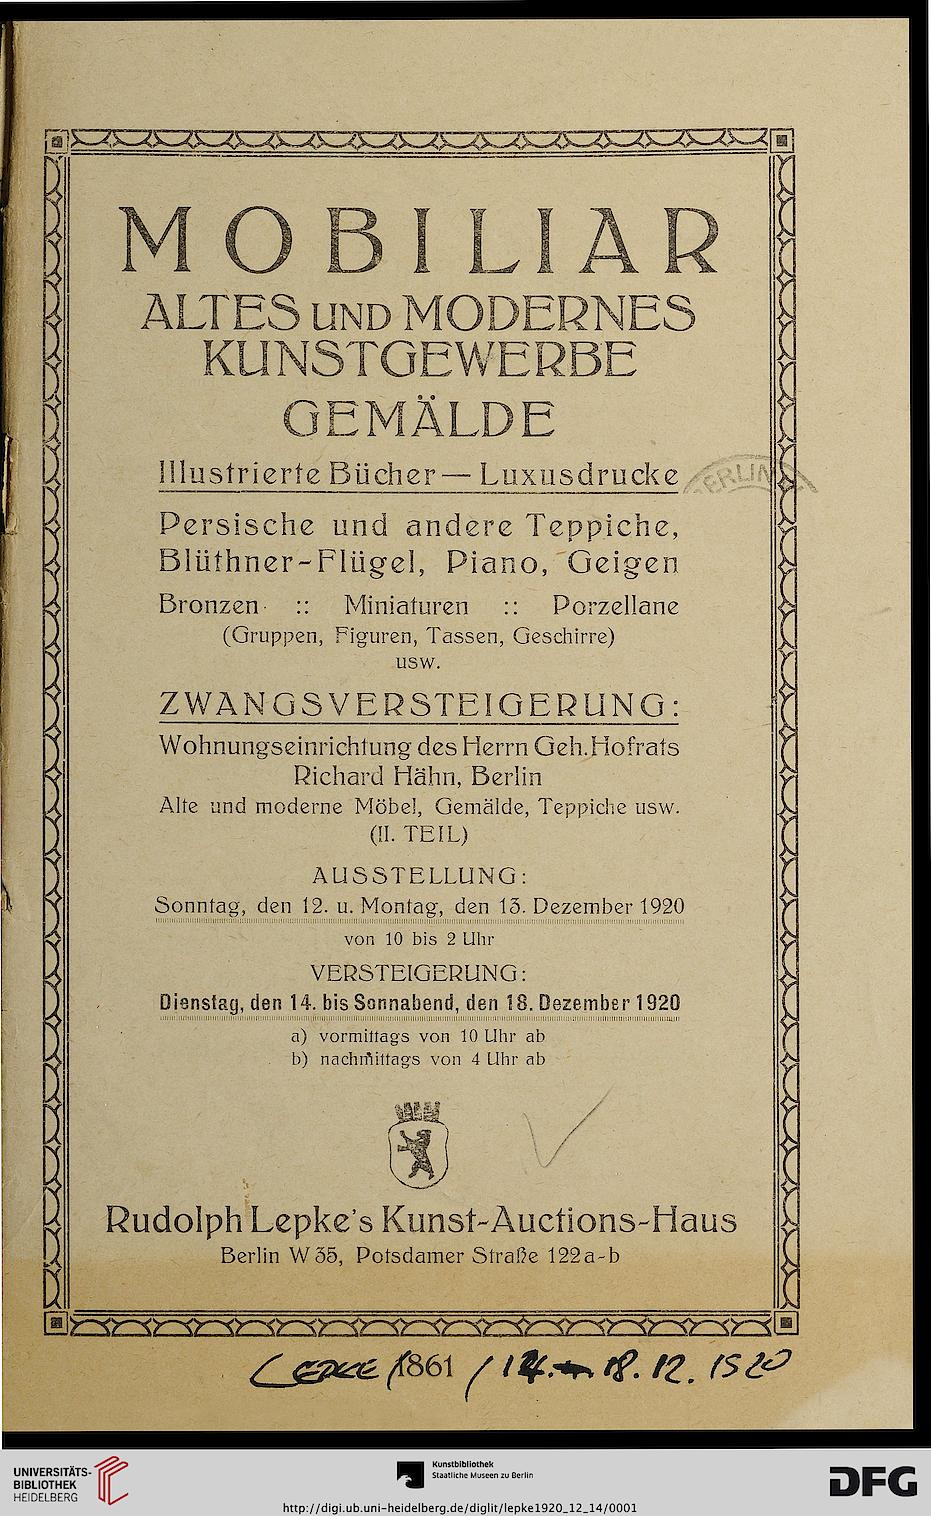 MOBILIAR
ALTES UND MODERNES
KUNSTGEWERBE
GEMÄLDE
Illustrierte Bücher — Luxusdrucke
BERLIN
Persische und andere Teppiche,
Blüthner-Flügel, Piano, Geigen
Bronzen :: Miniaturen :: Porzellane
(Gruppen, Figuren, Tassen, Geschirre)
usw.
ZWANGSVERSTEIGERUNG:
Wohnungseinrichtung des Herrn Geh. Hofrats
Richard Hähn, Berlin
Alte und moderne Möbel, Gemälde, Teppiche usw.
(II. TEIL)
AUSSTELLUNG:
Sonntag, den 12. u. Montag, den 13. Dezember 1920
von 10 bis 2 Uhr
VERSTEIGERUNG:
Dienstag, den 14. bis Sonnabend, den 18. Dezember 1920
a) vormittags von 10 Uhr ab
b) nachmittags von 4 Uhr ab
Rudolph Lepke's Kunst-Auctions-Haus
Berlin W 35, Potsdamer Straße 122 a-b
LEPKE / 1861 / 14. - 18. 12. 1920
UNIVERSITÄTS-
BIBLIOTHEK
HEIDELBERG
Kunstbibliothek
Staatliche Museen zu Berlin
DFG
http://digi.ub.uni-heidelberg.de/diglit/lepke1920_12_14/0001